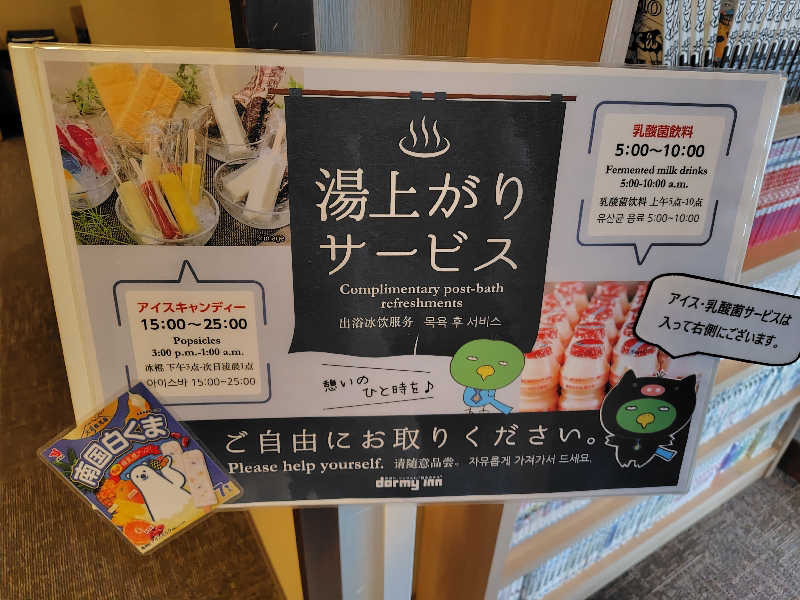 湯上がり
サービス
Complimentary post-bath
refreshments
出浴冰饮服务 목욕 후 서비스
乳酸菌飲料
5:00~10:00
Fermented milk drinks
5:00-10:00 a.m.
乳酸菌飲料 上午5点-10点
유산균 음료 5:00~10:00
アイスキャンディー
15:00~25:00
Popsicles
3:00 p.m.-1:00 a.m.
冰棍 下午3点-次日凌晨1点
아이스바 15:00~25:00
※image
憩いの
ひと時を♪
アイス・乳酸菌サービスは
入って右側にございます。
ご自由にお取りください。
Please help yourself. 请随意品尝。 자유롭게 가져가서 드세요.
dormy inn
南国白くま